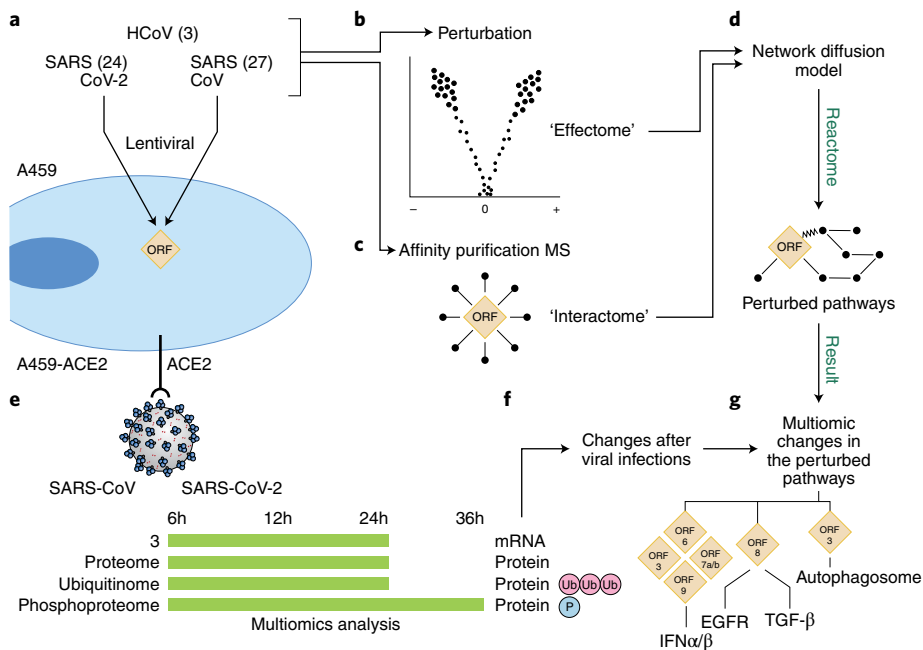 a
HCoV (3)
SARS (24)
CoV-2
SARS (27)
CoV
Lentiviral
A459
ORF
A459-ACE2
ACE2
b
Perturbation
'Effectome'
– 0 +
c
Affinity purification MS
ORF
'Interactome'
d
Network diffusion
model
Reactome
ORF
Perturbed pathways
Result
e
SARS-CoV
SARS-CoV-2
6h 12h 24h 36h
3
mRNA
Proteome
Protein
Ubiquitinome
Protein
Ub Ub Ub
Phosphoproteome
Protein
P
Multiomics analysis
f
Changes after
viral infections
g
Multiomic
changes in
the perturbed
pathways
ORF
6
ORF
3
ORF
7a/b
ORF
9
ORF
8
ORF
3
IFNα/β
EGFR
TGF-β
Autophagosome